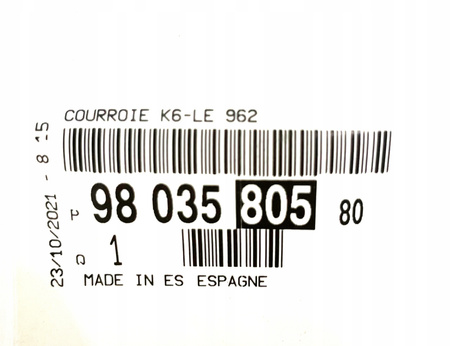 COURROIE K6-LE 962
P 98 035 805 80
Q 1
MADE IN ES ESPAGNE
23/10/2021 - 8 -15